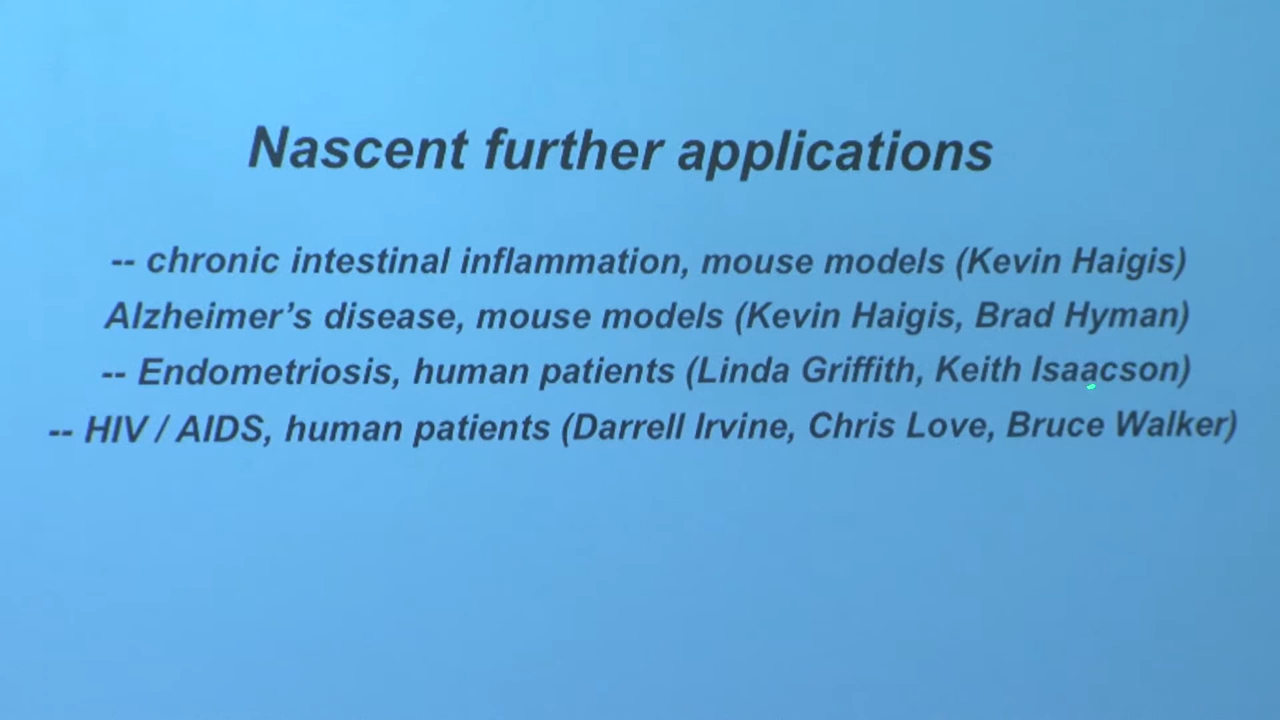 Nascent further applications
-- chronic intestinal inflammation, mouse models (Kevin Haigis)
Alzheimer's disease, mouse models (Kevin Haigis, Brad Hyman)
-- Endometriosis, human patients (Linda Griffith, Keith Isaacson)
-- HIV / AIDS, human patients (Darrell Irvine, Chris Love, Bruce Walker)